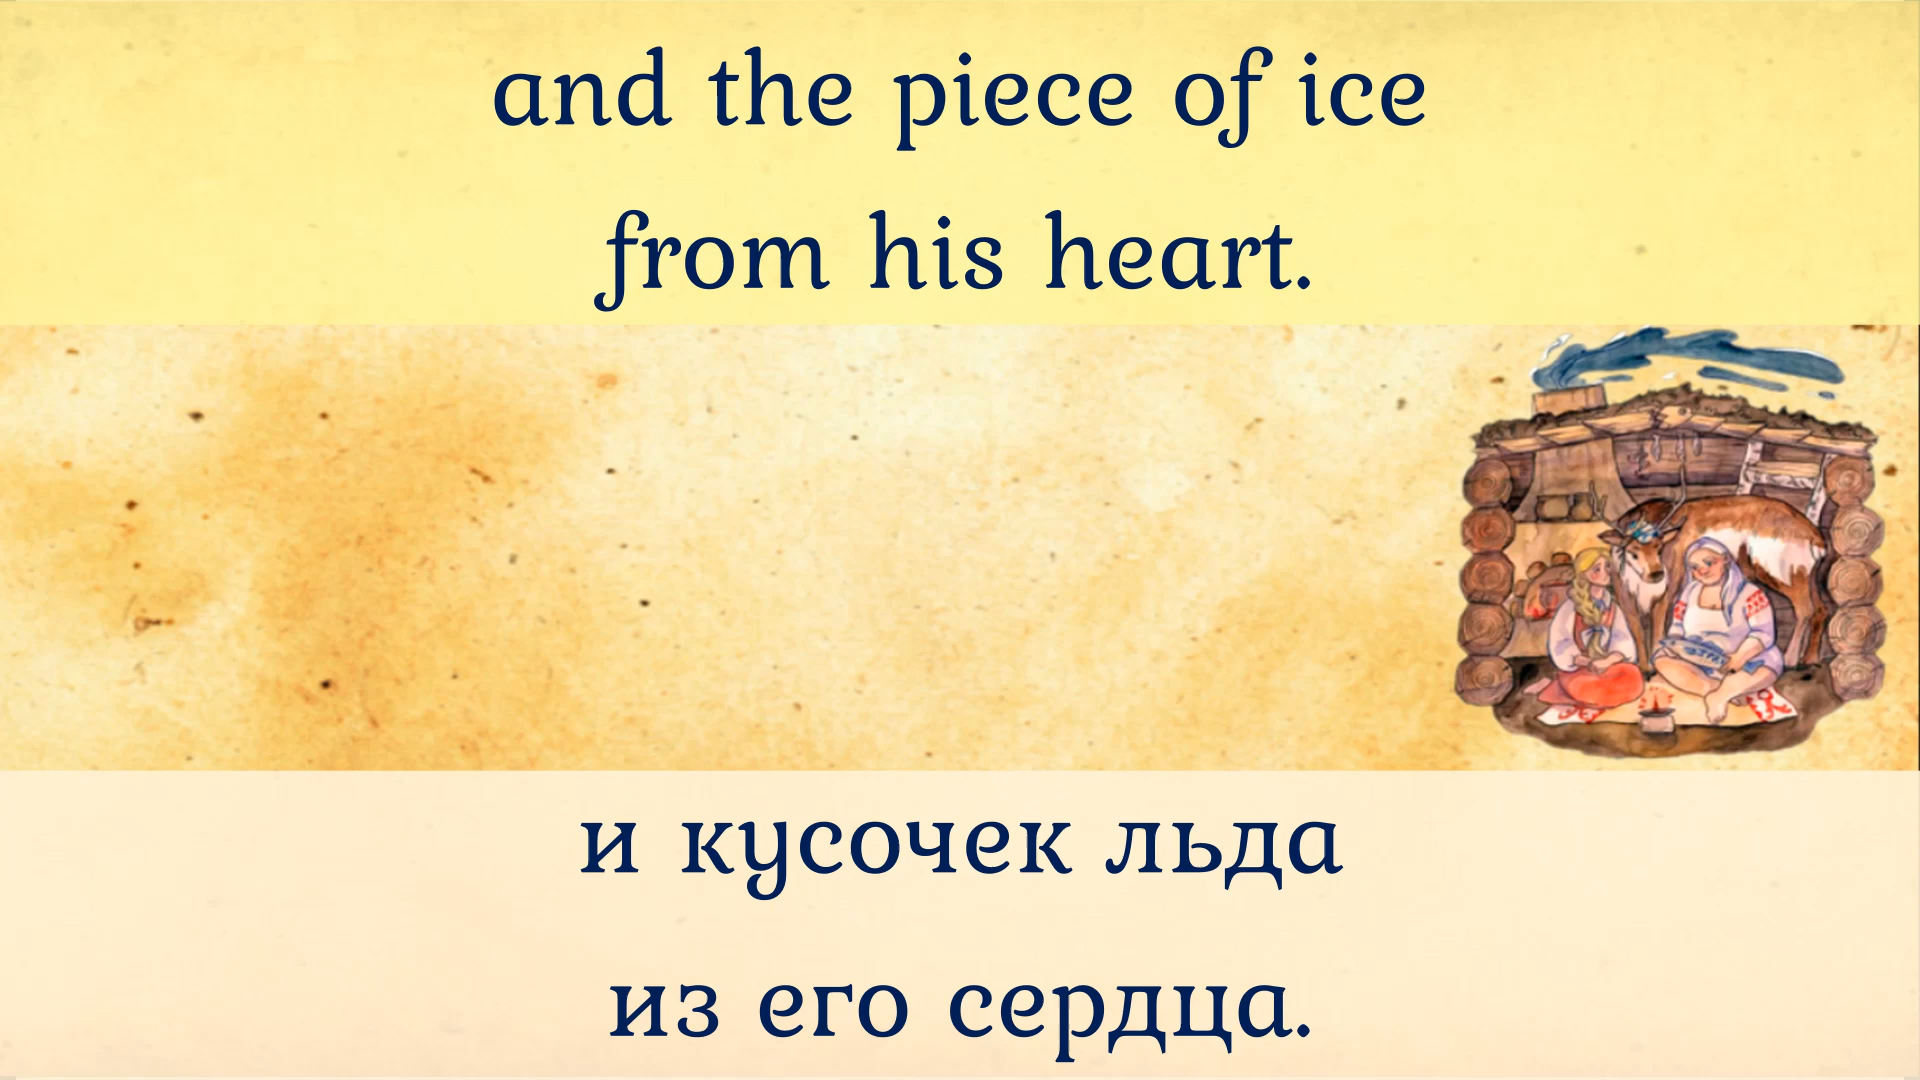 and the piece of ice
from his heart.
и кусочек льда
из его сердца.